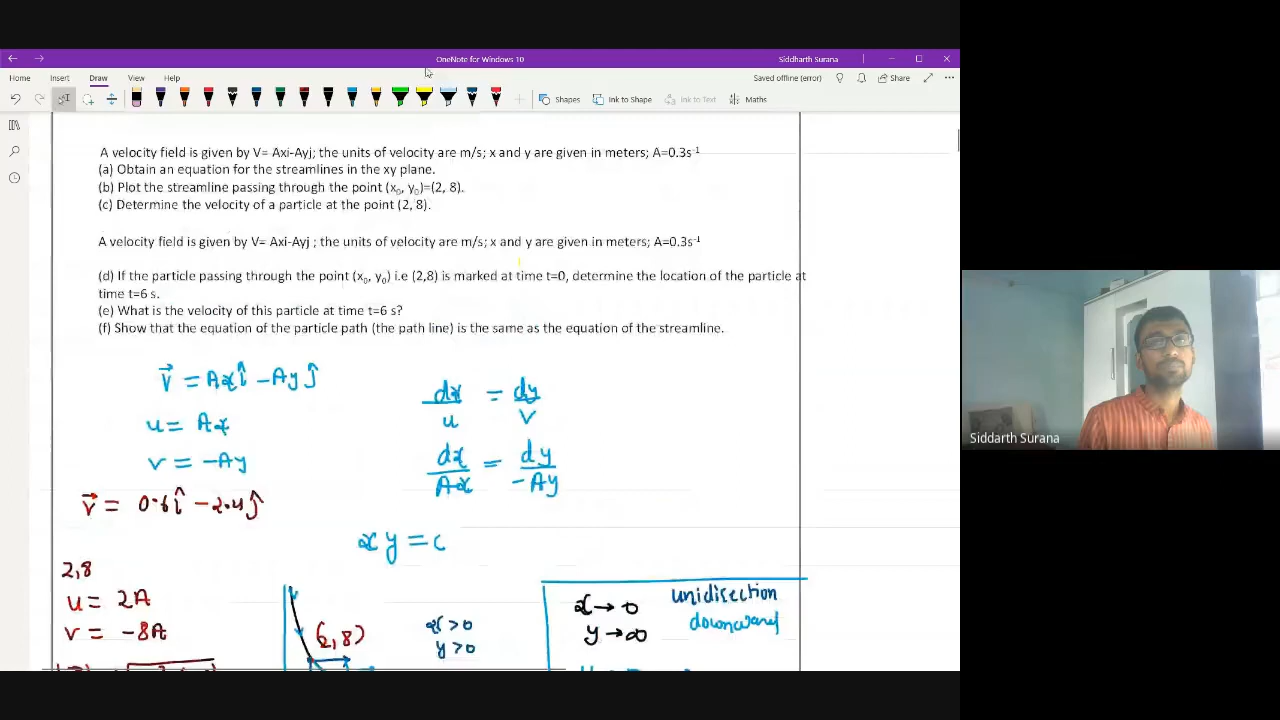 OneNote for Windows 10
Siddharth Surana
Home Insert Draw View Help
Saved offline (error)
Share
Shapes
Ink to Shape
Ink to Text
Maths
A velocity field is given by V= Axi-Ayj; the units of velocity are m/s; x and y are given in meters; A=0.3s⁻¹
(a) Obtain an equation for the streamlines in the xy plane.
(b) Plot the streamline passing through the point (x₀, y₀)=(2, 8).
(c) Determine the velocity of a particle at the point (2, 8).
A velocity field is given by V= Axi-Ayj ; the units of velocity are m/s; x and y are given in meters; A=0.3s⁻¹
(d) If the particle passing through the point (x₀, y₀) i.e (2,8) is marked at time t=0, determine the location of the particle at
time t=6 s.
(e) What is the velocity of this particle at time t=6 s?
(f) Show that the equation of the particle path (the path line) is the same as the equation of the streamline.
V⃗ = Axî - Ayĵ
u = Ax
v = -Ay
v⃗ = 0.6î - 2.4ĵ
dx/u = dy/v
dx/Ax = dy/-Ay
xy = c
2,8
u = 2A
v = -8A
(2,8)
x>0
y>0
x→0
y→∞
unidirection
downward
Siddarth Surana